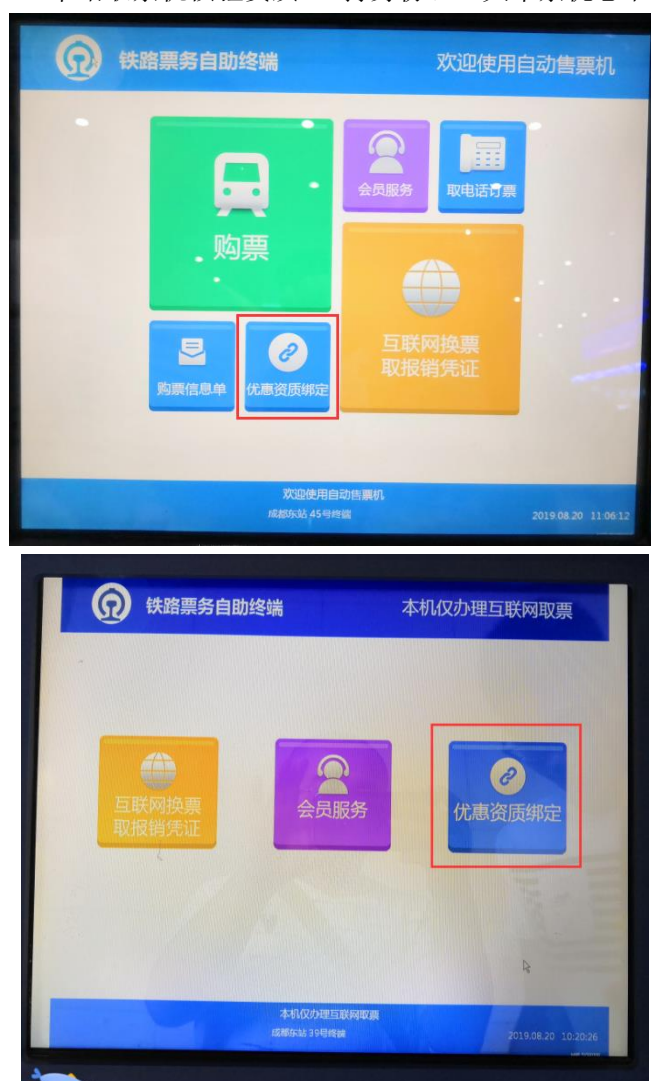 铁路票务自助终端 欢迎使用自动售票机
购票
会员服务
取电话订票
互联网换票
取报销凭证
购票信息单
优惠资质绑定
欢迎使用自动售票机
成都东站 45号终端
2019.08.20 11:06:12
铁路票务自助终端 本机仅办理互联网取票
互联网换票
取报销凭证
会员服务
优惠资质绑定
本机仅办理互联网取票
成都东站 39号终端
2019.08.20 10:20:26